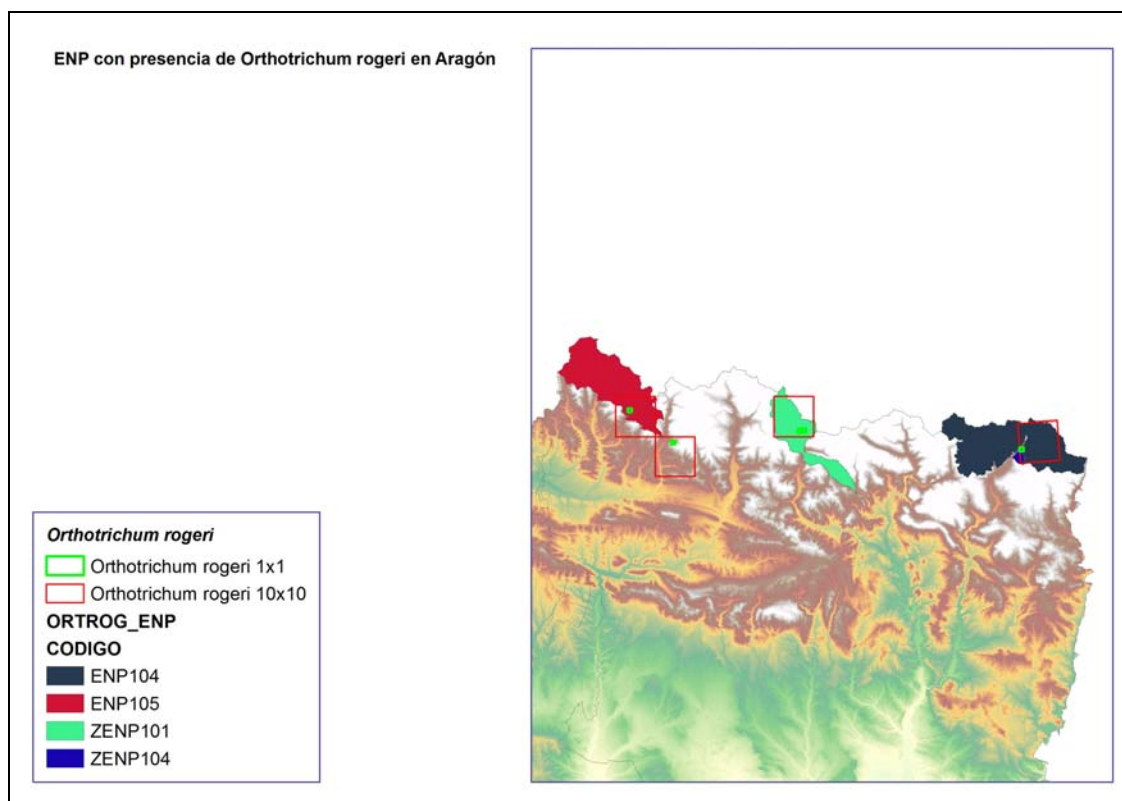 ENP con presencia de Orthotrichum rogeri en Aragón
Orthotrichum rogeri
Orthotrichum rogeri 1x1
Orthotrichum rogeri 10x10
ORTROG_ENP
CODIGO
ENP104
ENP105
ZENP101
ZENP104